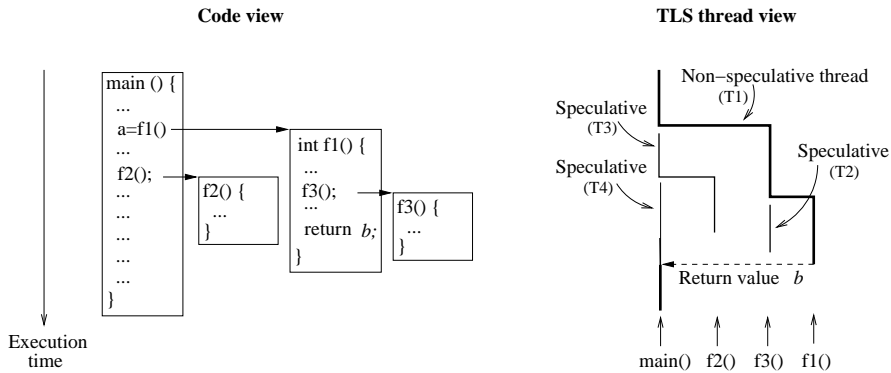 Code view
Execution
time
main () {
...
a=f1()
...
f2();
...
...
...
...
...
}
f2() {
...
}
int f1() {
...
f3();
...
return b;
}
f3() {
...
}
TLS thread view
Non−speculative thread
(T1)
Speculative
(T3)
Speculative
(T4)
Speculative
(T2)
Return value b
main() f2() f3() f1()